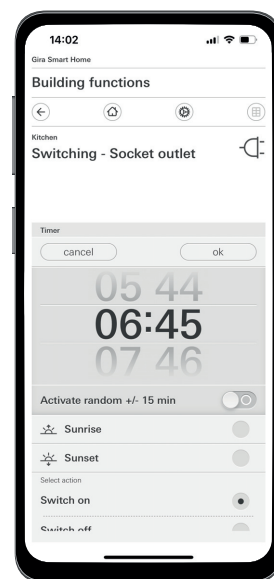 14:02
Gira Smart Home
Building functions
Kitchen
Switching - Socket outlet
Timer
cancel ok
05 44
06:45
07 46
Activate random +/- 15 min
Sunrise
Sunset
Select action
Switch on
Switch off